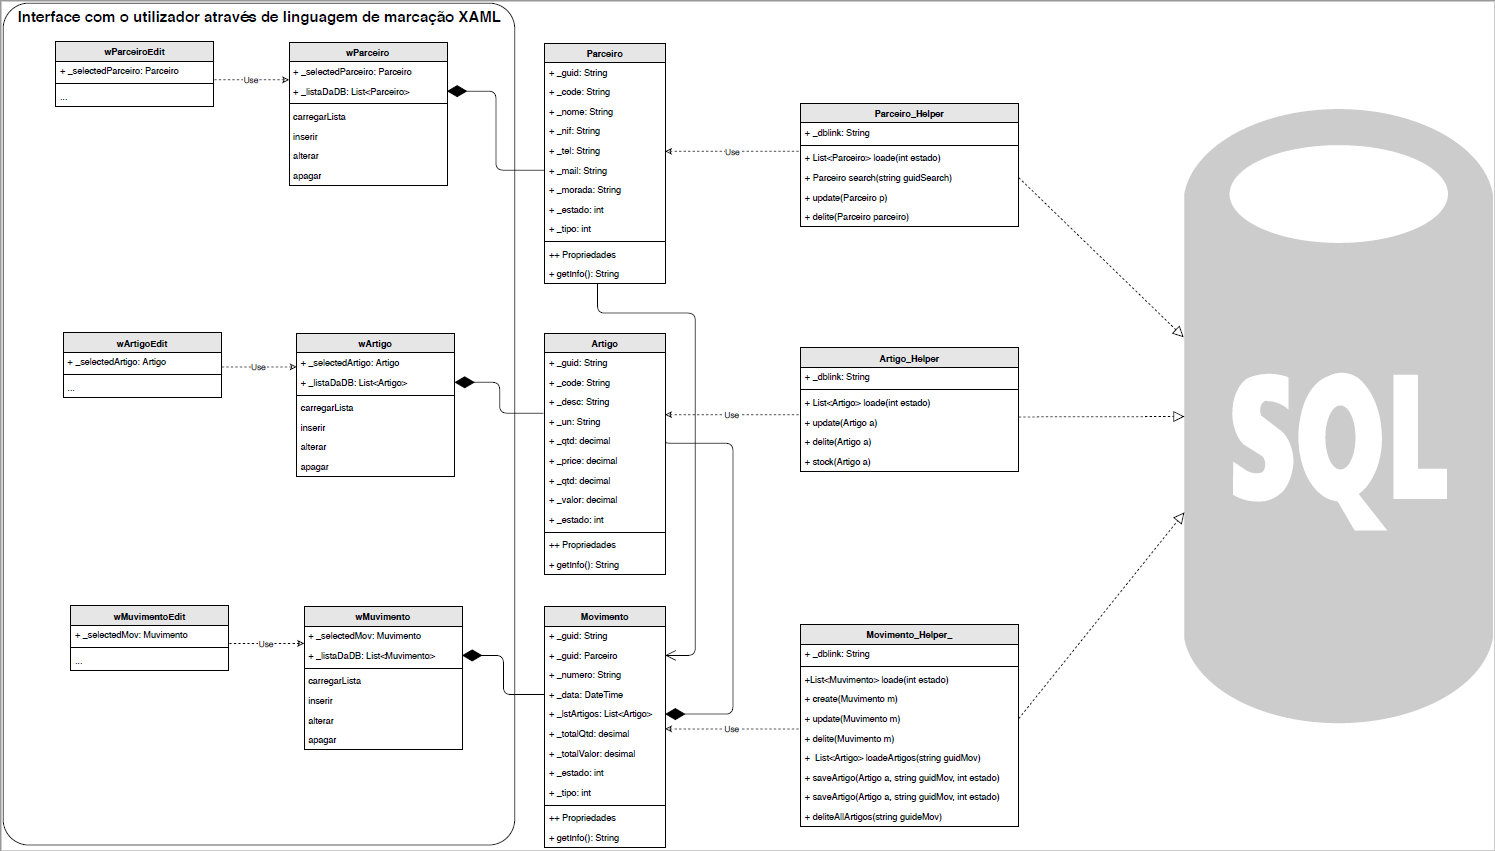 Interface com o utilizador através de linguagem de marcação XAML
wParceiroEdit
+ _selectedParceiro: Parceiro
...
Use
wParceiro
+ _selectedParceiro: Parceiro
+ _listaDaDB: List<Parceiro>
carregarLista
inserir
alterar
apagar
Parceiro
+ _guid: String
+ _code: String
+ _nome: String
+ _nif: String
+ _tel: String
+ _mail: String
+ _morada: String
+ _estado: int
+ _tipo: int
++ Propriedades
+ getinfo(): String
Use
Parceiro_Helper
+ _dblink: String
+ List<Parceiro> loade(int estado)
+ Parceiro search(string guidSearch)
+ update(Parceiro p)
+ delite(Parceiro parceiro)
wArtigoEdit
+ _selectedArtigo: Artigo
...
Use
wArtigo
+ _selectedArtigo: Artigo
+ _listaDaDB: List<Artigo>
carregarLista
inserir
alterar
apagar
Artigo
+ _guid: String
+ _code: String
+ _desc: String
+ _un: String
+ _qtd: decimal
+ _price: decimal
+ _qtd: decimal
+ _valor: decimal
+ _estado: int
++ Propriedades
+ getinfo(): String
Use
Artigo_Helper
+ _dblink: String
+ List<Artigo> loade(int estado)
+ update(Artigo a)
+ delite(Artigo a)
+ stock(Artigo a)
SQL
wMuvimentoEdit
+ _selectedMov: Muvimento
...
Use
wMuvimento
+ _selectedMov: Muvimento
+ _listaDaDB: List<Muvimento>
carregarLista
inserir
alterar
apagar
Movimento
+ _guid: String
+ _guid: Parceiro
+ _numero: String
+ _data: DateTime
+ _lstArtigos: List<Artigo>
+ _totalQtd: desimal
+ _totalValor: desimal
+ _estado: int
+ _tipo: int
++ Propriedades
+ getinfo(): String
Use
Movimento_Helper_
+ _dblink: String
+List<Muvimento> loade(int estado)
+ create(Muvimento m)
+ update(Muvimento m)
+ delite(Muvimento m)
+ List<Artigo> loadeArtigos(string guidMov)
+ saveArtigo(Artigo a, string guidMov, int estado)
+ saveArtigo(Artigo a, string guidMov, int estado)
+ deliteAllArtigos(string guideMov)